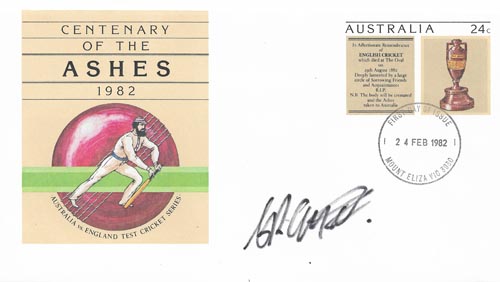 CENTENARY
OF THE
ASHES
1982
AUSTRALIA vs ENGLAND TEST CRICKET SERIES
AUSTRALIA 24c
In Affectionate Remembrance
of
ENGLISH CRICKET
which died at The Oval
on
29th August 1882
Deeply lamented by a large
circle of Sorrowing Friends
and Acquaintances
R.I.P.
N.B. The body will be cremated
and the Ashes
taken to Australia
FIRST DAY OF ISSUE
24 FEB 1982
MOUNT ELIZA VIC 3930